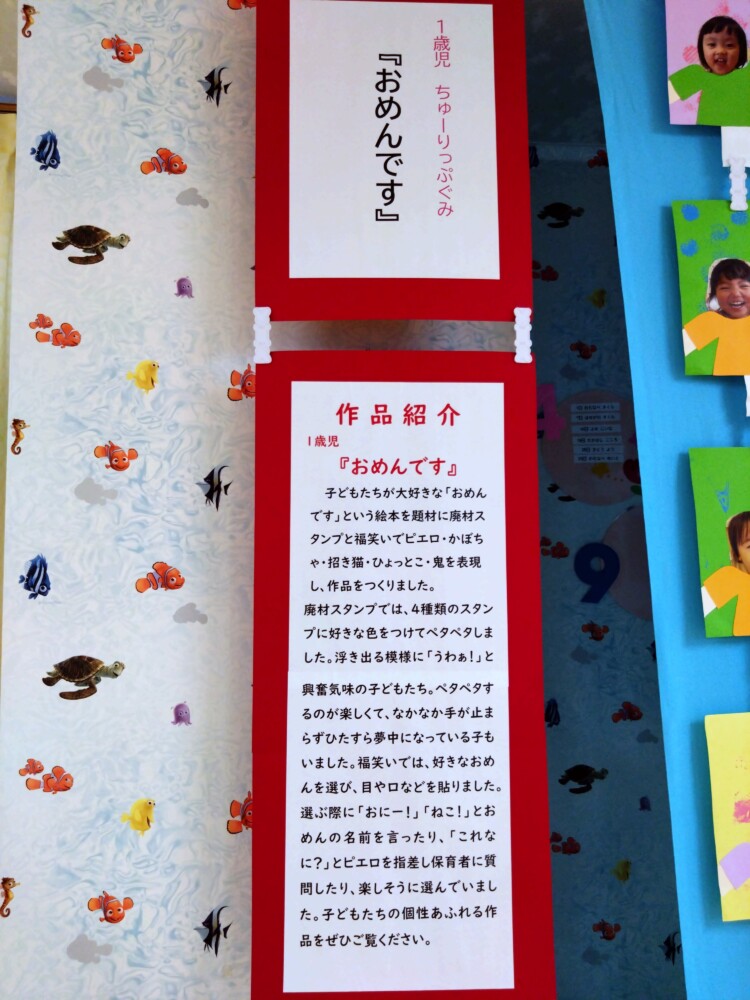 1歳児 ちゅーりっぷぐみ
『おめんです』
作品紹介
1歳児
『おめんです』
子どもたちが大好きな「おめん
です」という絵本を題材に廃材ス
タンプと福笑いでピエロ・かぼち
ゃ・招き猫・ひょっとこ・鬼を表現
し、作品をつくりました。
廃材スタンプでは、4種類のスタン
プに好きな色をつけてペタペタしま
した。浮き出る模様に「うわぁ!」と
興奮気味の子どもたち。ペタペタす
るのが楽しくて、なかなか手が止ま
らずひたすら夢中になっている子も
いました。福笑いでは、好きなおめ
んを選び、目や口などを貼りました。
選ぶ際に「おにー!」「ねこ!」とお
めんの名前を言ったり、「これな
に?」とピエロを指差し保育者に質
問したり、楽しそうに選んでいまし
た。子どもたちの個性あふれる作
品をぜひご覧ください。
9